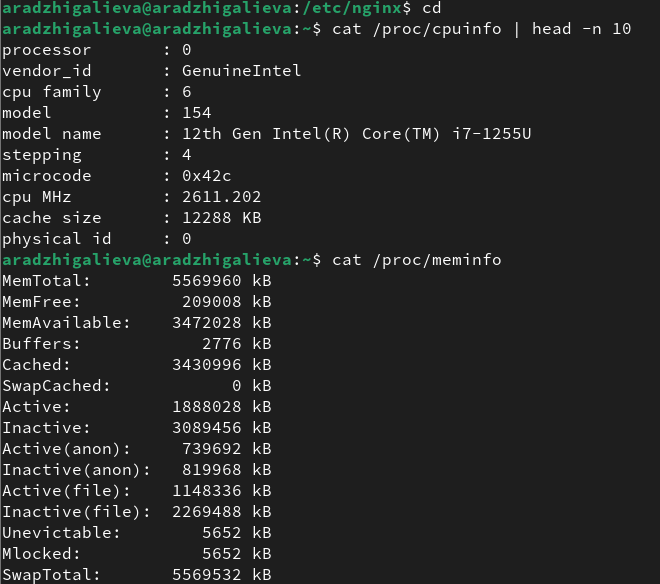 aradzhigalieva@aradzhigalieva:/etc/nginx$ cd
aradzhigalieva@aradzhigalieva:~$ cat /proc/cpuinfo | head -n 10
processor       : 0
vendor_id       : GenuineIntel
cpu family      : 6
model           : 154
model name      : 12th Gen Intel(R) Core(TM) i7-1255U
stepping        : 4
microcode       : 0x42c
cpu MHz         : 2611.202
cache size      : 12288 KB
physical id     : 0
aradzhigalieva@aradzhigalieva:~$ cat /proc/meminfo
MemTotal:        5569960 kB
MemFree:          209008 kB
MemAvailable:    3472028 kB
Buffers:            2776 kB
Cached:          3430996 kB
SwapCached:            0 kB
Active:          1888028 kB
Inactive:        3089456 kB
Active(anon):     739692 kB
Inactive(anon):   819968 kB
Active(file):    1148336 kB
Inactive(file):  2269488 kB
Unevictable:        5652 kB
Mlocked:            5652 kB
SwapTotal:       5569532 kB